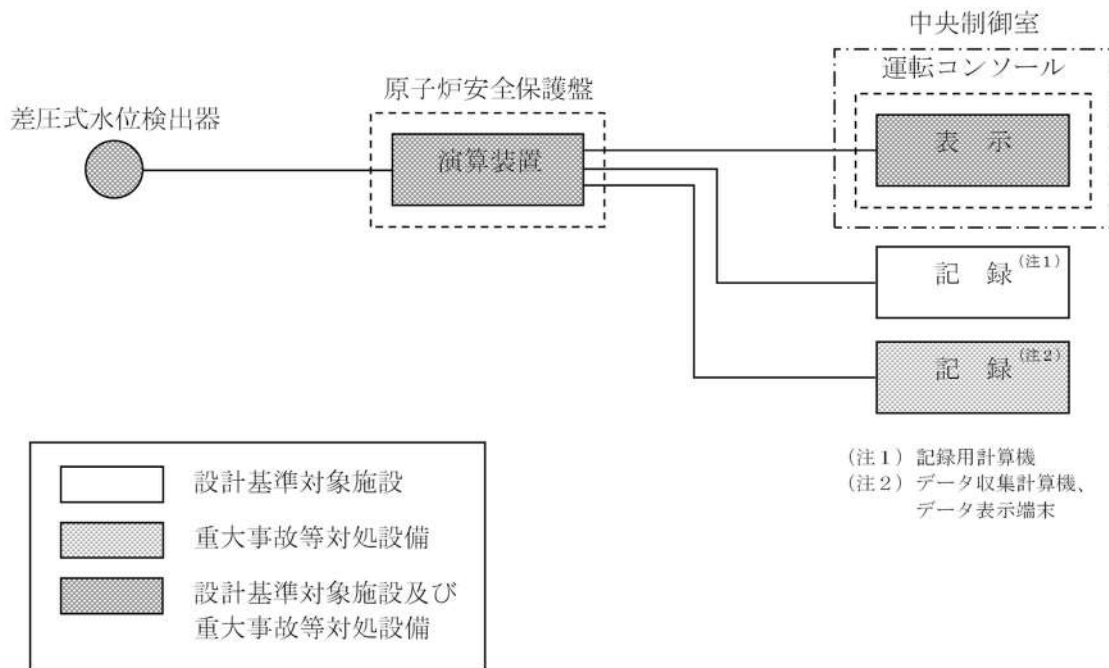 中央制御室
運転コンソール
原子炉安全保護盤
差圧式水位検出器
演算装置
表 示
記 録(注1)
記 録(注2)
(注1)記録用計算機
(注2)データ収集計算機、
データ表示端末
設計基準対象施設
重大事故等対処設備
設計基準対象施設及び
重大事故等対処設備